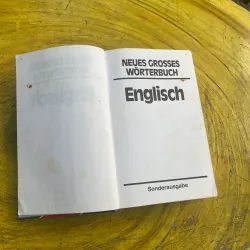 NEUES GROSSES
WÖRTERBUCH
Englisch
Sonderausgabe